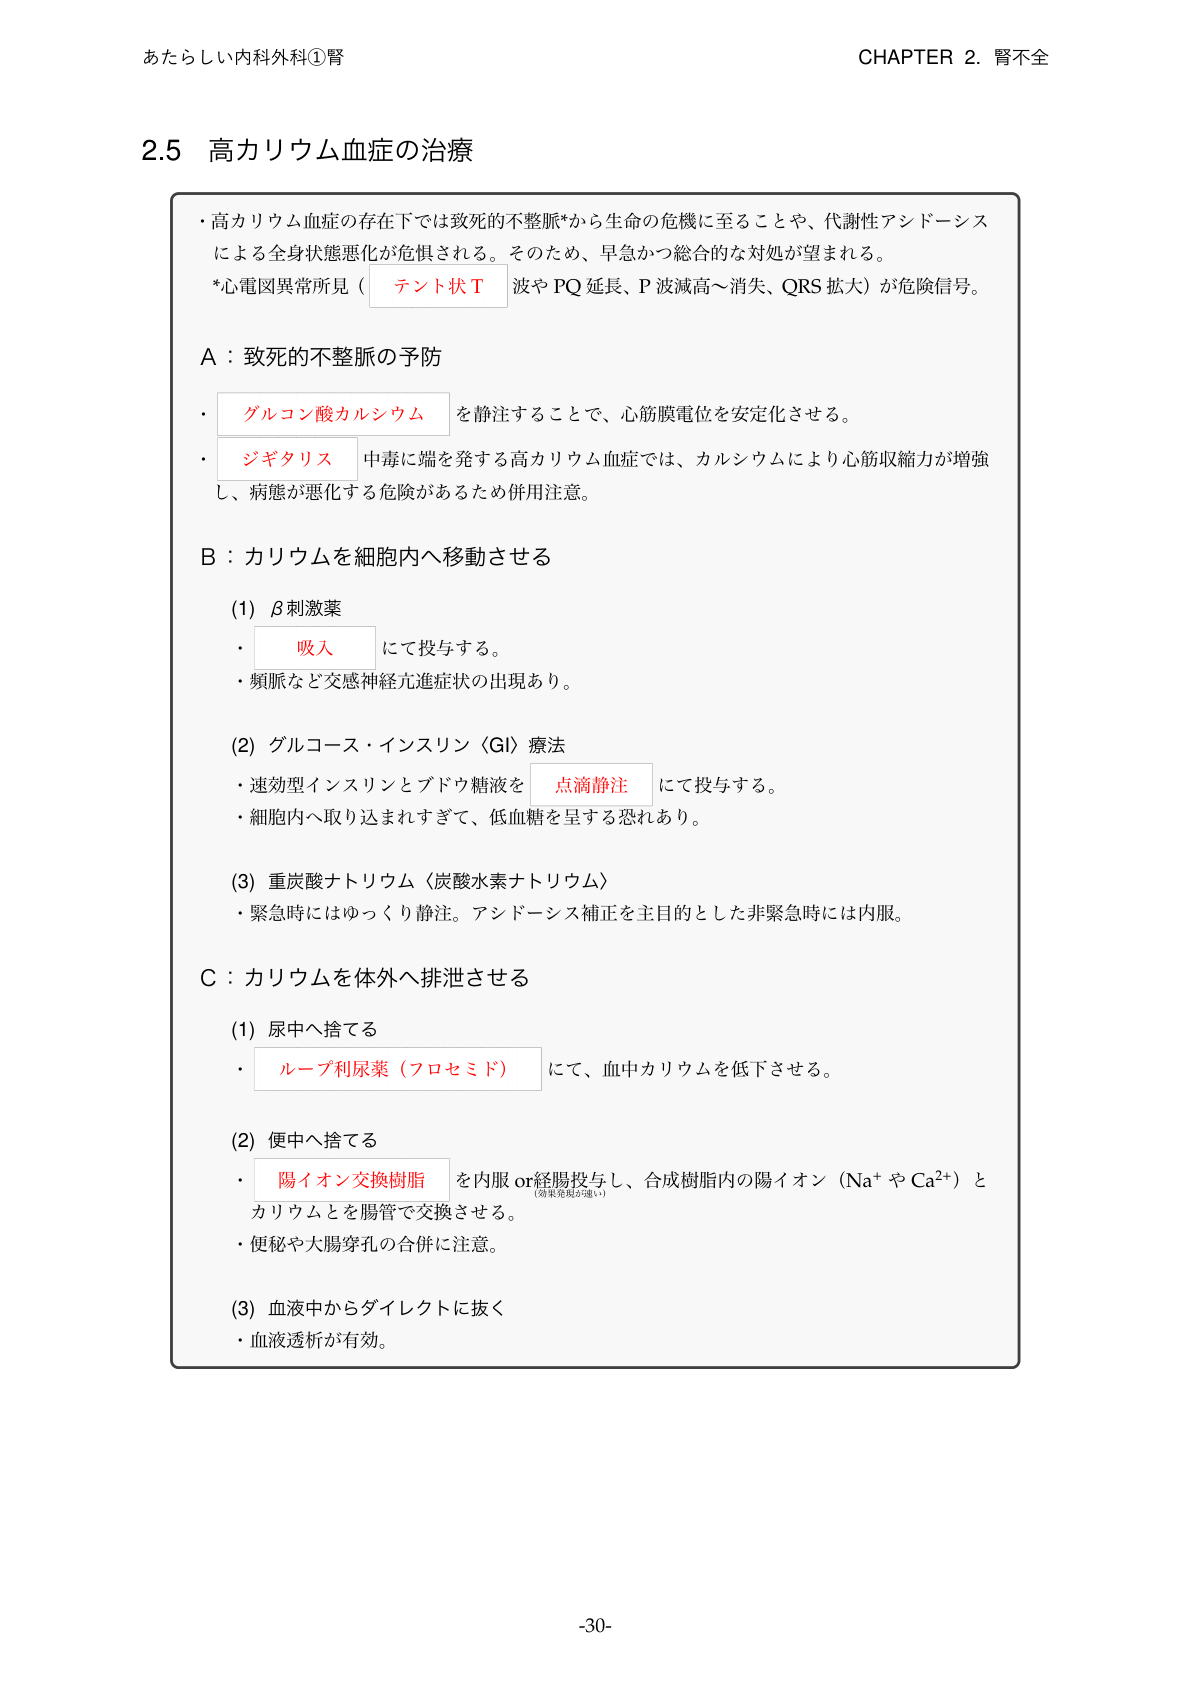 あたらしい内科外科①腎
CHAPTER 2. 腎不全
2.5 高カリウム血症の治療
・高カリウム血症の存在下では致死的不整脈*から生命の危機に至ることや、代謝性アシドーシス
による全身状態悪化が危惧される。そのため、早急かつ総合的な対処が望まれる。
*心電図異常所見（ テント状 T 波や PQ 延長、P 波減高〜消失、QRS 拡大）が危険信号。
A：致死的不整脈の予防
・ グルコン酸カルシウム を静注することで、心筋膜電位を安定化させる。
・ ジギタリス 中毒に端を発する高カリウム血症では、カルシウムにより心筋収縮力が増強
し、病態が悪化する危険があるため併用注意。
B：カリウムを細胞内へ移動させる
(1) β刺激薬
・ 吸入 にて投与する。
・頻脈など交感神経亢進症状の出現あり。
(2) グルコース・インスリン〈GI〉療法
・速効型インスリンとブドウ糖液を 点滴静注 にて投与する。
・細胞内へ取り込まれすぎて、低血糖を呈する恐れあり。
(3) 重炭酸ナトリウム〈炭酸水素ナトリウム〉
・緊急時にはゆっくり静注。アシドーシス補正を主目的とした非緊急時には内服。
C：カリウムを体外へ排泄させる
(1) 尿中へ捨てる
・ ループ利尿薬（フロセミド） にて、血中カリウムを低下させる。
(2) 便中へ捨てる
・ 陽イオン交換樹脂 を内服 or経腸投与し、合成樹脂内の陽イオン（Na⁺ や Ca²⁺）と
（効果発現が速い）
カリウムとを腸管で交換させる。
・便秘や大腸穿孔の合併に注意。
(3) 血液中からダイレクトに抜く
・血液透析が有効。
-30-